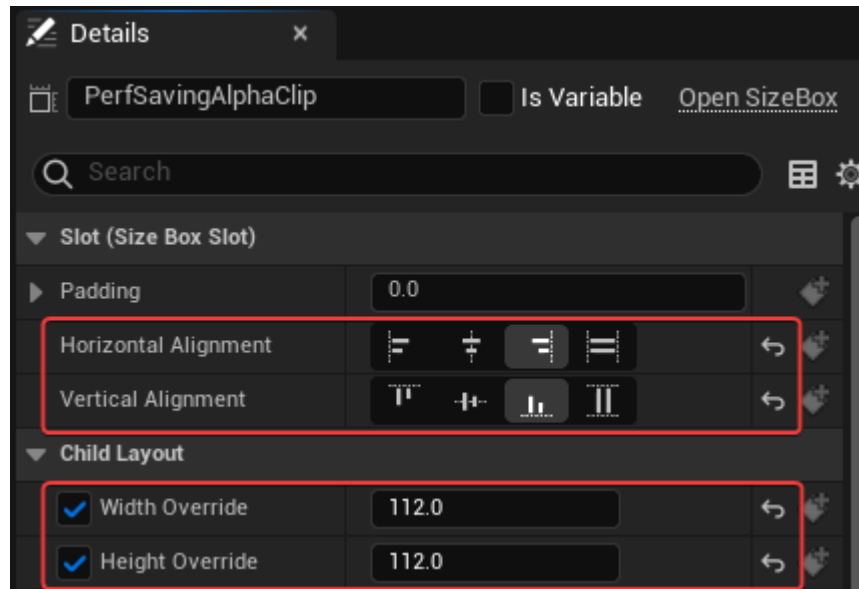 Details
PerfSavingAlphaClip Is Variable Open SizeBox
Search
Slot (Size Box Slot)
Padding 0.0
Horizontal Alignment
Vertical Alignment
Child Layout
Width Override 112.0
Height Override 112.0